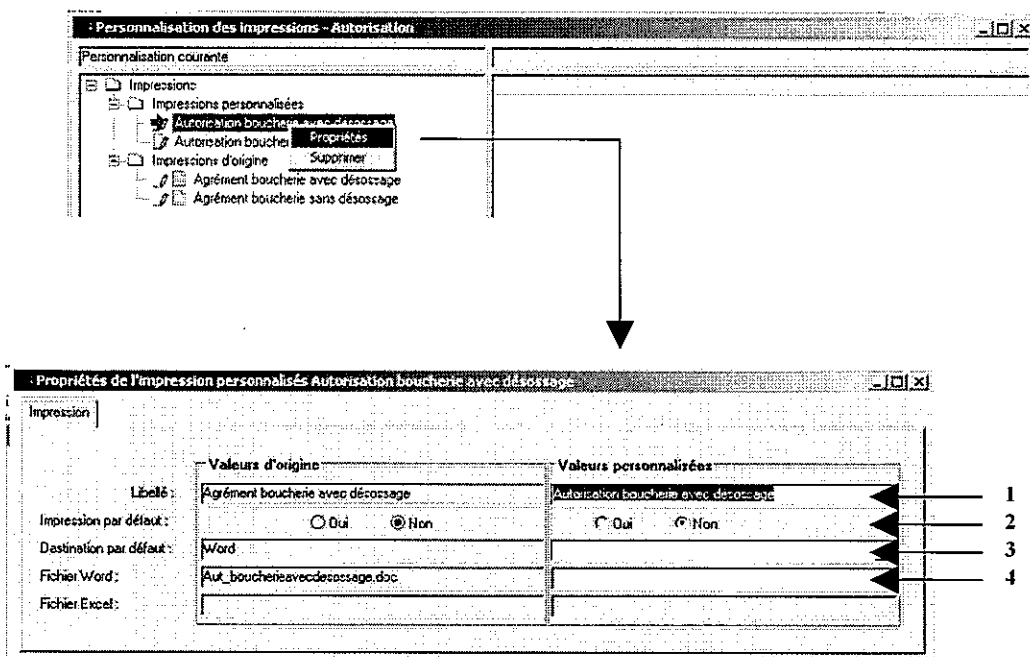 Personnalisation des impressions - Autorisation
Personnalisation courante
Impressions
Impressions personnalisées
Autorisation boucherie avec désossage
Autorisation boucher
Propriétés
Supprimer
Impressions d'origine
Agrément boucherie avec désossage
Agrément boucherie sans désossage
Propriétés de l'impression personnalisés Autorisation boucherie avec désossage
Impression
Valeurs d'origine
Valeurs personnalisées
Libellé :
Agrément boucherie avec désossage
Autorisation boucherie avec désossage
1
Impression par défaut :
Oui
Non
Oui
Non
2
Destination par défaut :
Word
3
Fichier Word :
Aut_boucherieavecdesossage.doc
4
Fichier Excel :